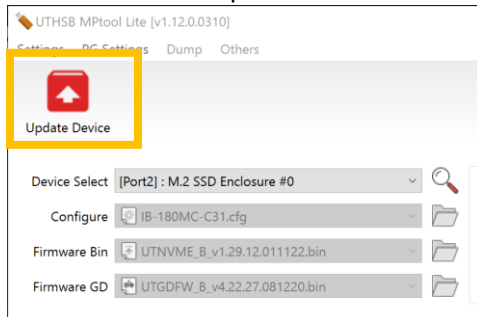 UTHSB MPtool Lite [v1.12.0.0310]
Settings PG Settings Dump Others
Update Device
Device Select [Port2] : M.2 SSD Enclosure #0
Configure IB-180MC-C31.cfg
Firmware Bin UTNVME_B_v1.29.12.011122.bin
Firmware GD UTGDFW_B_v4.22.27.081220.bin